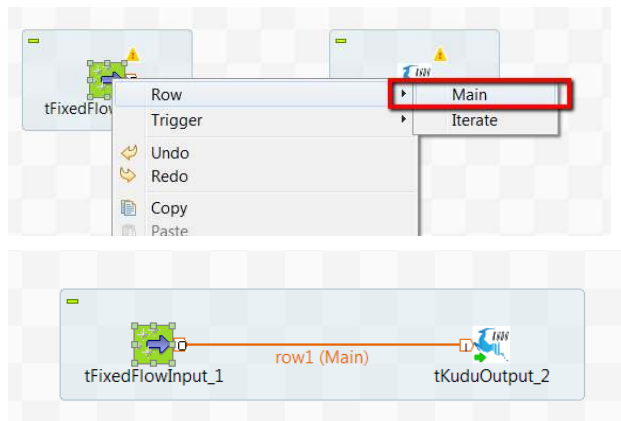 Row
Main
tFixedFlow
Trigger
Iterate
Undo
Redo
Copy
Paste
row1 (Main)
tFixedFlowInput_1
tKuduOutput_2